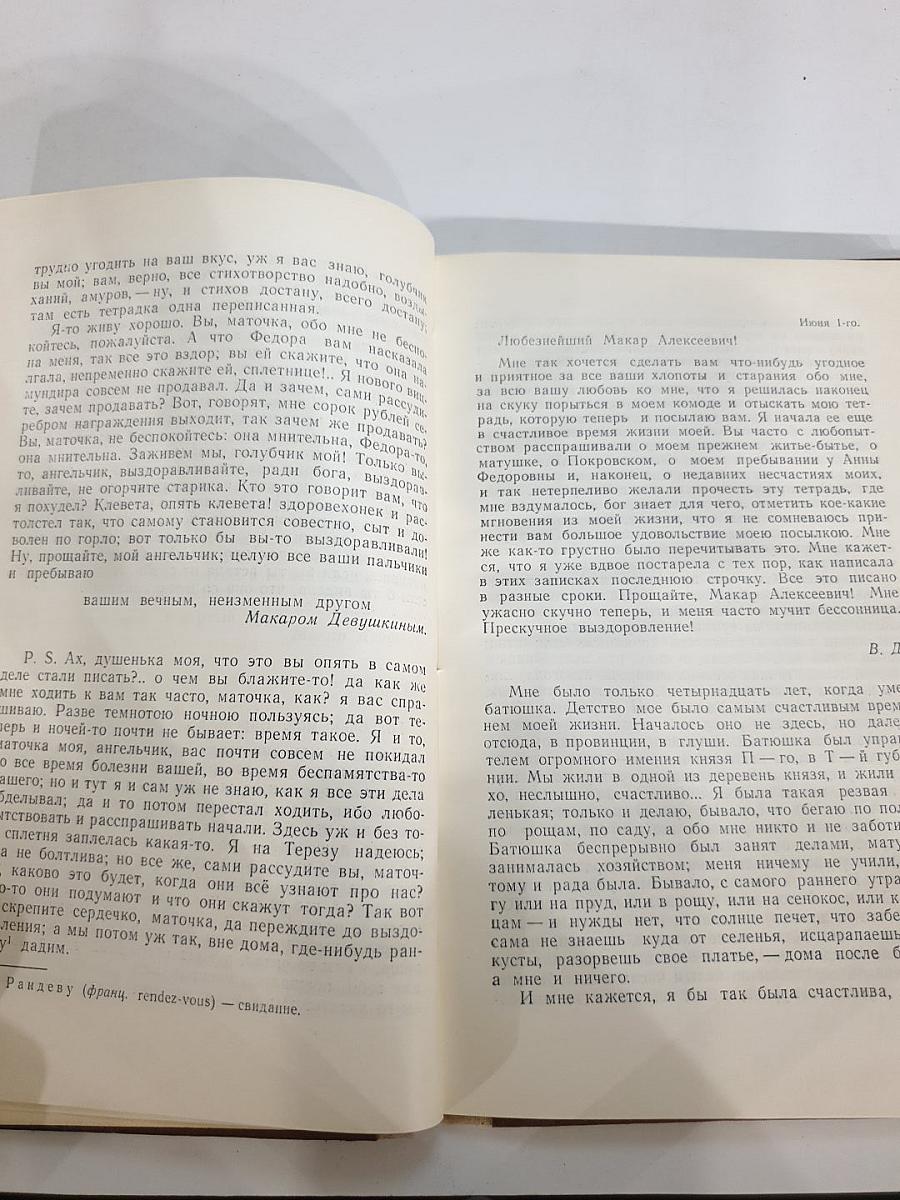 трудно угодить на ваш вкус, уж я вас знаю, голубчик
вы мой; вам, верно, все стихотворство надобно, возды-
ханий, амуров, — ну, и стихов достану, всего достану;
там есть тетрадка одна переписанная.
Я-то живу хорошо. Вы, маточка, обо мне не беспо-
койтесь, пожалуйста. А что Федора вам насказала
на меня, так все это вздор; вы ей скажите, что она на-
лгала, непременно скажите ей, сплетнице!.. Я нового виц-
мундира совсем не продавал. Да и зачем, сами рассуди-
те, зачем продавать? Вот, говорят, мне сорок рублей се-
ребром награждения выходит, так зачем же продавать?
Вы, маточка, не беспокойтесь: она мнительна, Федора-то,
она мнительна. Заживем мы, голубчик мой! Только вы-
то, ангельчик, выздоравливайте, ради бога, выздорав-
ливайте, не огорчите старика. Кто это говорит вам, что
я похудел? Клевета, опять клевета! здоровехонек и рас-
толстел так, что самому становится совестно, сыт и до-
волен по горло; вот только бы вы-то выздоравливали!
Ну, прощайте, мой ангельчик; целую все ваши пальчики
и пребываю
вашим вечным, неизменным другом
Макаром Девушкиным.
P. S. Ах, душенька моя, что это вы опять в самом
деле стали писать?.. о чем вы блажите-то! да как же
мне ходить к вам так часто, маточка, как? я вас спра-
шиваю. Разве темнотою ночною пользуясь; да вот те-
перь и ночей-то почти не бывает: время такое. Я и то,
маточка моя, ангельчик, вас почти совсем не покидал
во все время болезни вашей, во время беспамятства-то
вашего; но и тут я и сам уж не знаю, как я все эти дела
обделывал; да и то потом перестал ходить, ибо любо-
пытствовать и расспрашивать начали. Здесь уж и без то-
сплетня заплелась какая-то. Я на Терезу надеюсь;
а не болтлива; но все же, сами рассудите вы, маточ-
, каково это будет, когда они всё узнают про нас?
о-то они подумают и что они скажут тогда? Так вот
скрепите сердечко, маточка, да переждите до выздо-
ления; а мы потом уж так, вне дома, где-нибудь ран-
у¹ дадим.
Рандеву (франц. rendez-vous) — свидание.
Июня 1-го.
Любезнейший Макар Алексеевич!
Мне так хочется сделать вам что-нибудь угодное
и приятное за все ваши хлопоты и старания обо мне,
за всю вашу любовь ко мне, что я решилась наконец
на скуку порыться в моем комоде и отыскать мою тет-
радь, которую теперь и посылаю вам. Я начала ее еще
в счастливое время жизни моей. Вы часто с любопыт-
ством расспрашивали о моем прежнем житье-бытье, о
матушке, о Покровском, о моем пребывании у Анны
Федоровны и, наконец, о недавних несчастиях моих,
и так нетерпеливо желали прочесть эту тетрадь, где
мне вздумалось, бог знает для чего, отметить кое-какие
мгновения из моей жизни, что я не сомневаюсь при-
нести вам большое удовольствие моею посылкою. Мне
же как-то грустно было перечитывать это. Мне кажет-
ся, что я уже вдвое постарела с тех пор, как написала
в этих записках последнюю строчку. Все это писано
в разные сроки. Прощайте, Макар Алексеевич! Мне
ужасно скучно теперь, и меня часто мучит бессонница.
Прескучное выздоровление!
В. Д
Мне было только четырнадцать лет, когда уме
батюшка. Детство мое было самым счастливым врем
нем моей жизни. Началось оно не здесь, но дале
отсюда, в провинции, в глуши. Батюшка был управ
телем огромного имения князя П — го, в Т — й губ
нии. Мы жили в одной из деревень князя, и жили
хо, неслышно, счастливо... Я была такая резвая
ленькая; только и делаю, бывало, что бегаю по пол
по рощам, по саду, а обо мне никто и не заботи
Батюшка беспрерывно был занят делами, мату
занималась хозяйством; меня ничему не учили,
тому и рада была. Бывало, с самого раннего утра
гу или на пруд, или в рощу, или на сенокос, или к
цам — и нужды нет, что солнце печет, что забе
сама не знаешь куда от селенья, исцарапаешь
кусты, разорвешь свое платье, — дома после б
а мне и ничего.
И мне кажется, я бы так была счастлива,